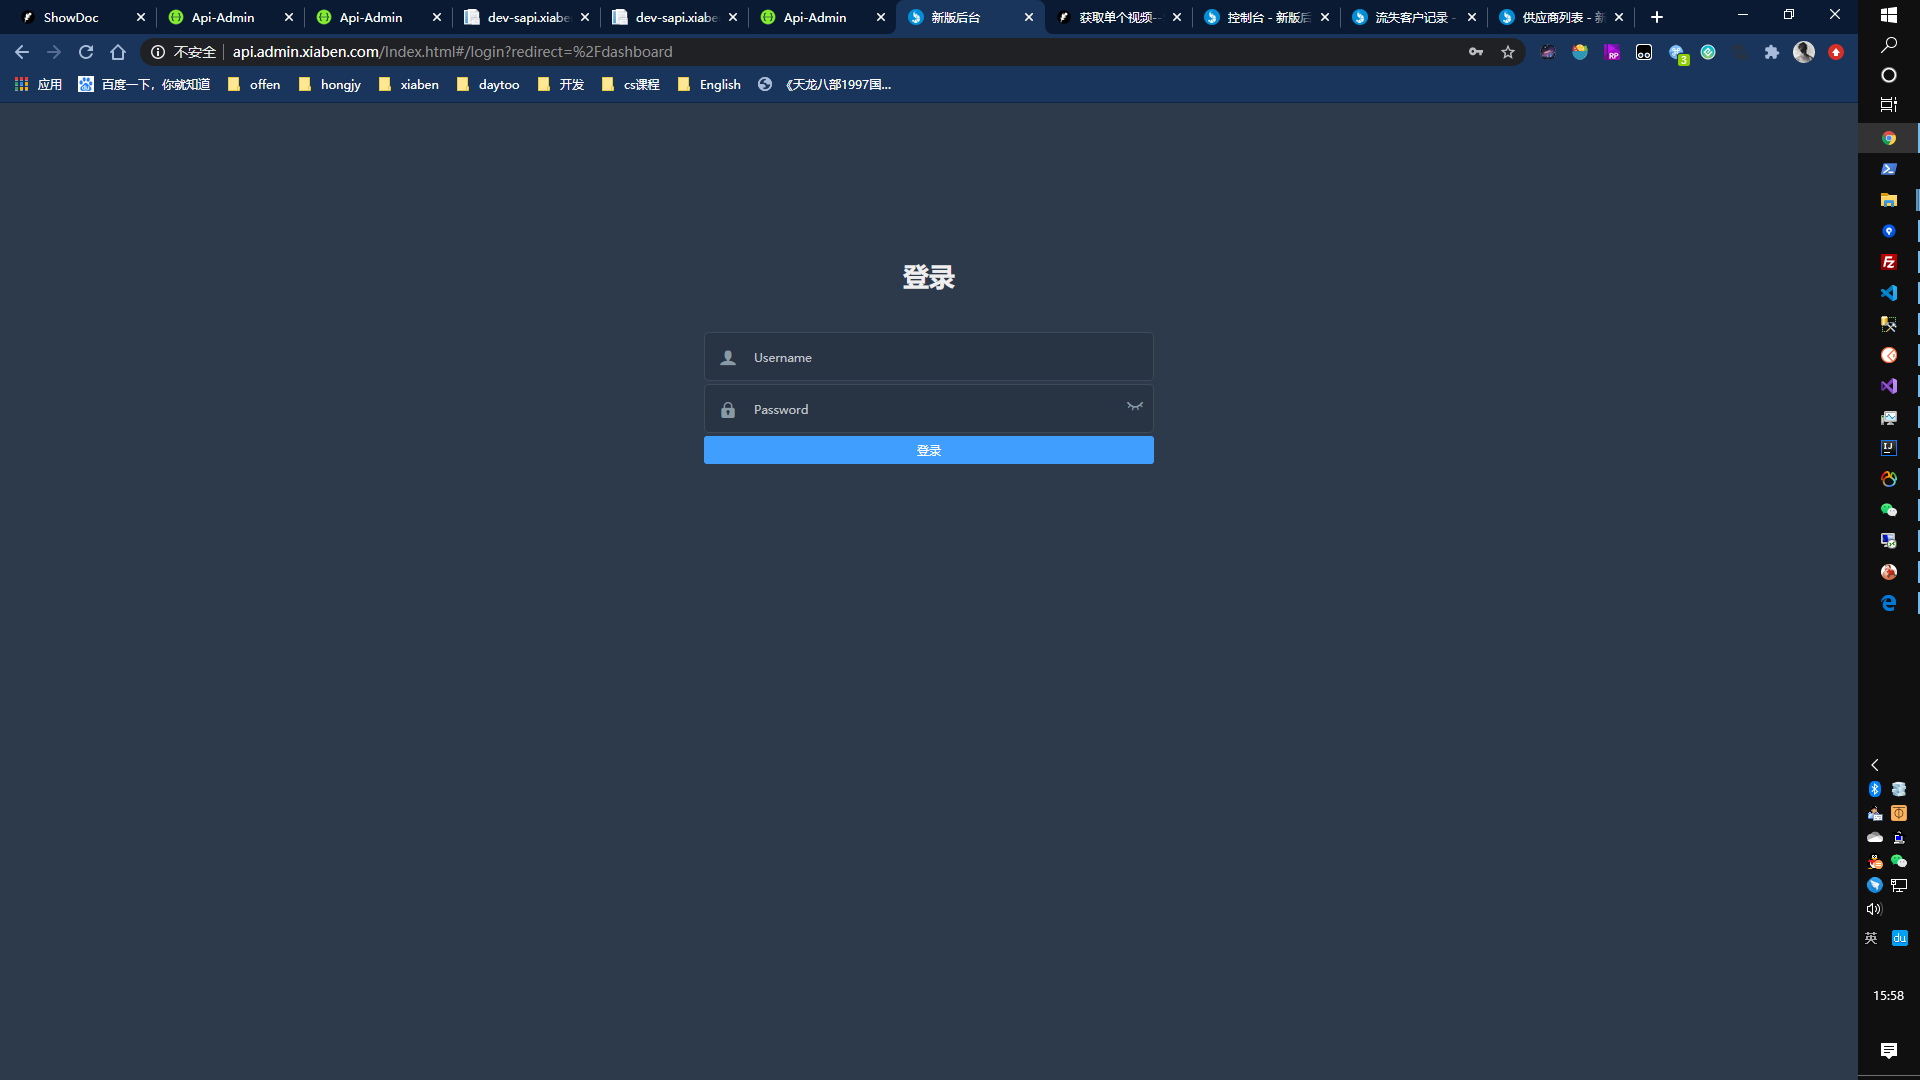 ShowDoc
Api-Admin
Api-Admin
dev-sapi.xiabe
dev-sapi.xiabe
Api-Admin
新版后台
获取单个视频--
控制台 - 新版后
流失客户记录 -
供应商列表 - 新
不安全
api.admin.xiaben.com/Index.html#/login?redirect=%2Fdashboard
RP
3
应用
百度一下，你就知道
offen
hongjy
xiaben
daytoo
开发
cs课程
English
《天龙八部1997国...
登录
Username
Password
登录
英
du
15:58